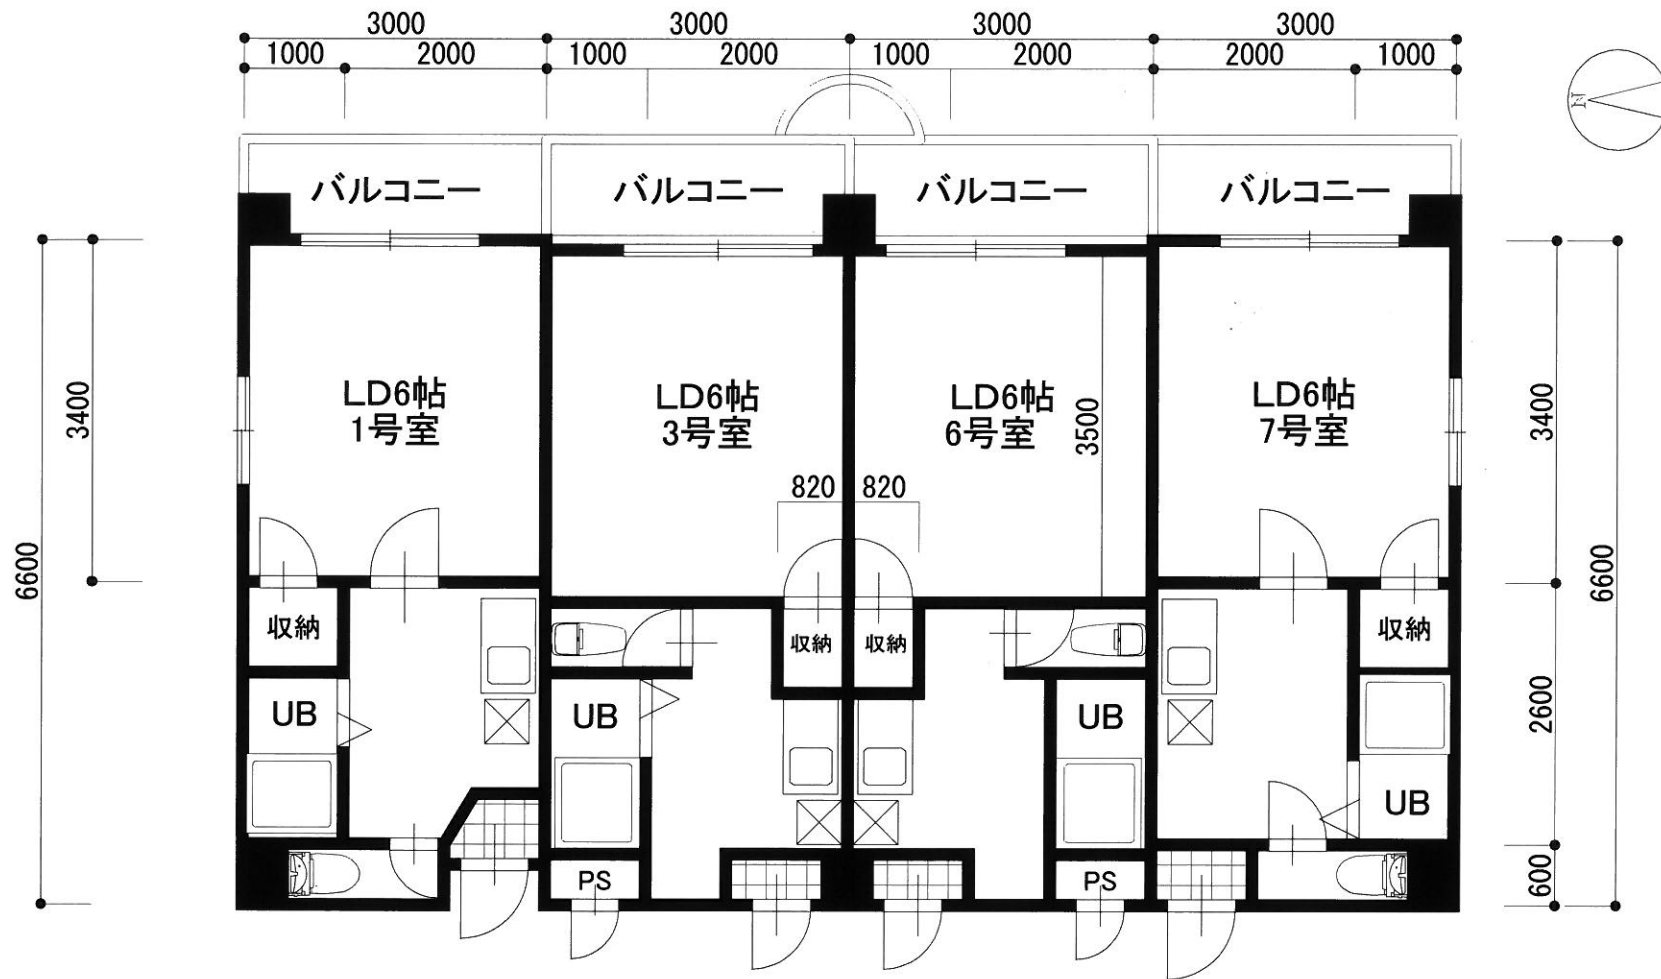 3000 3000 3000 3000
1000 2000 1000 2000 1000 2000 2000 1000
N
バルコニー バルコニー バルコニー バルコニー
LD6帖
1号室
LD6帖
3号室
LD6帖
6号室
LD6帖
7号室
3400
6600
3500
820 820
3400
2600
600
6600
収納 収納 収納 収納
UB UB UB UB
PS PS